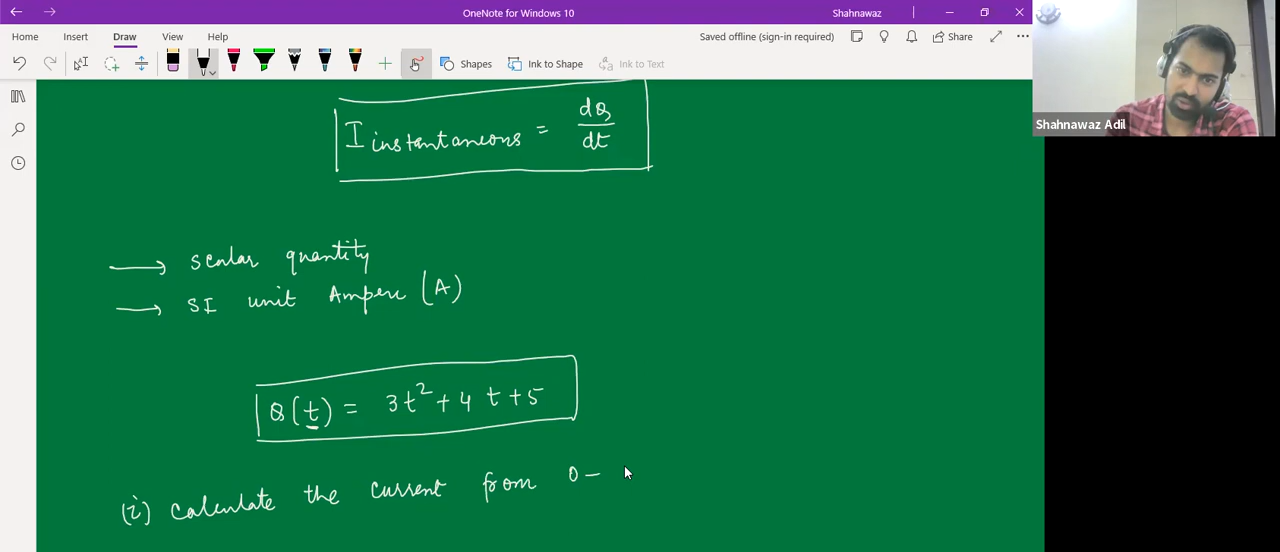 OneNote for Windows 10
Shahnawaz
Home Insert Draw View Help
Saved offline (sign-in required)
Share
Shapes
Ink to Shape
Ink to Text
Shahnawaz Adil
I instantaneous = dQ/dt
→ scalar quantity
→ SI unit Ampere (A)
Q(t) = 3t² + 4 t + 5
(i) Calculate the current from 0 -